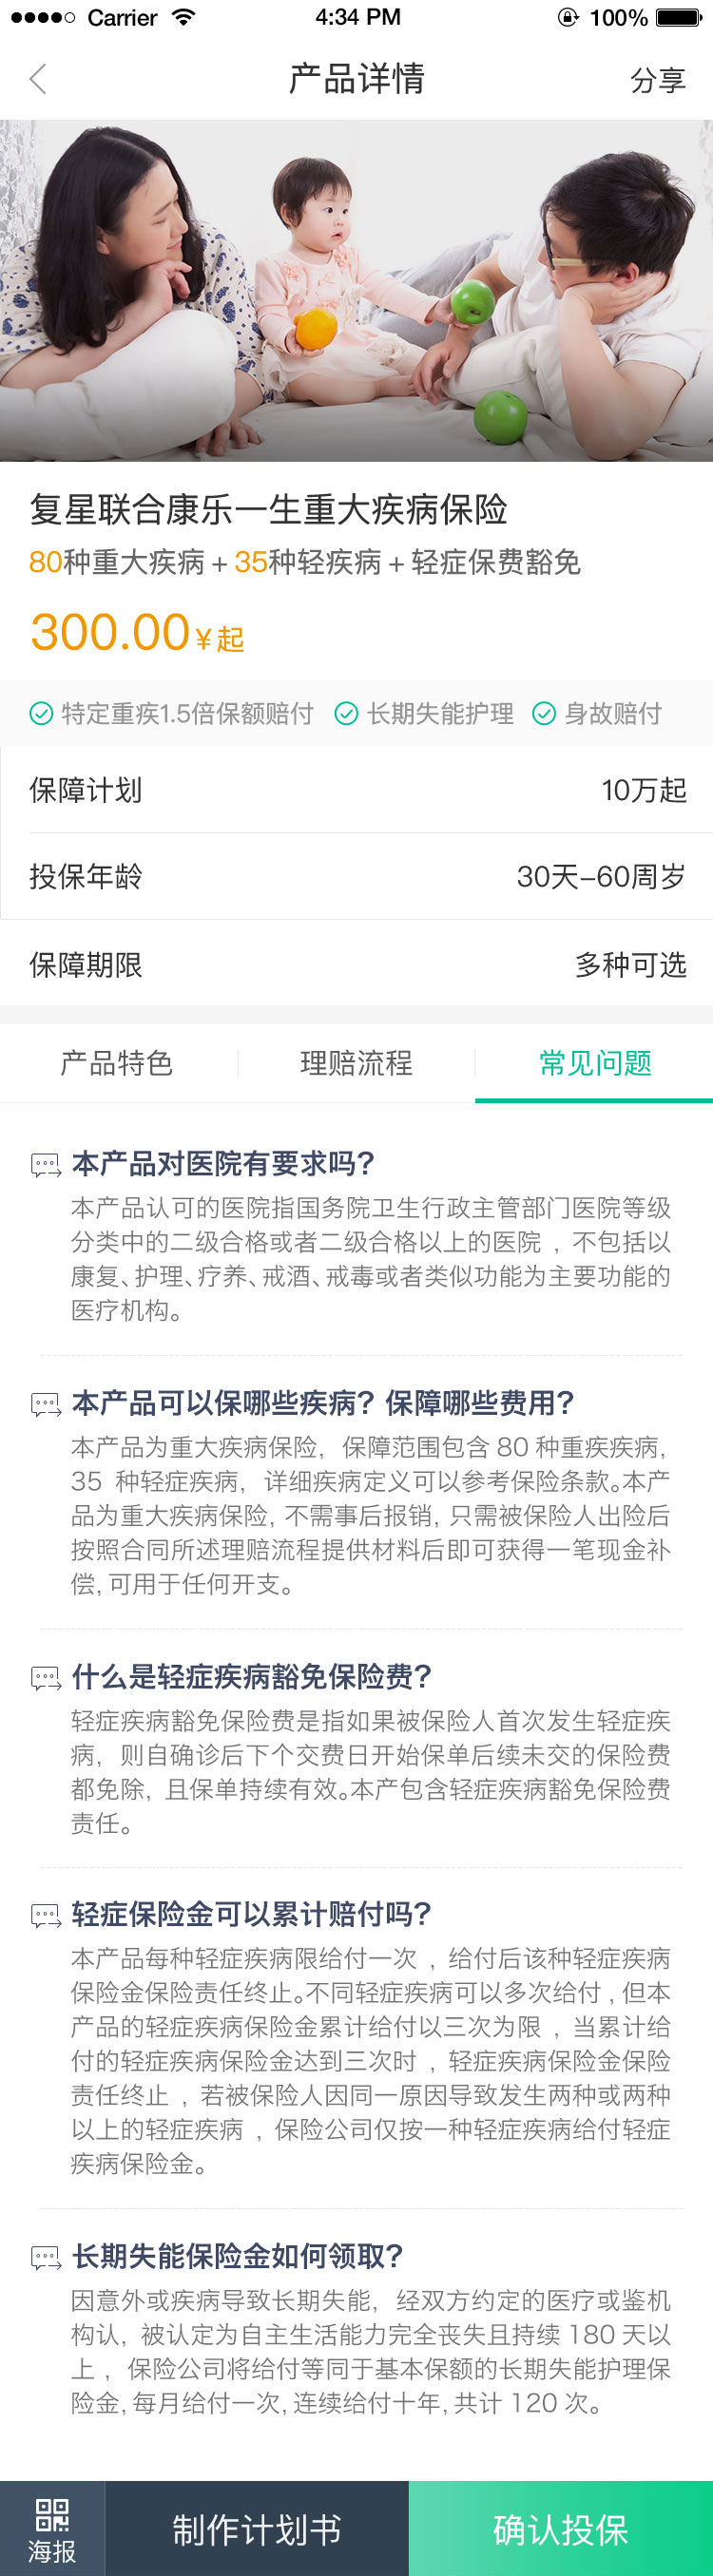 Carrier 4:34 PM 100%
产品详情 分享
复星联合康乐一生重大疾病保险
80种重大疾病+35种轻疾病+轻症保费豁免
300.00¥起
特定重疾1.5倍保额赔付 长期失能护理 身故赔付
保障计划 10万起
投保年龄 30天-60周岁
保障期限 多种可选
产品特色 理赔流程 常见问题
本产品对医院有要求吗?
本产品认可的医院指国务院卫生行政主管部门医院等级
分类中的二级合格或者二级合格以上的医院，不包括以
康复、护理、疗养、戒酒、戒毒或者类似功能为主要功能的
医疗机构。
本产品可以保哪些疾病? 保障哪些费用?
本产品为重大疾病保险, 保障范围包含 80 种重疾疾病,
35 种轻症疾病, 详细疾病定义可以参考保险条款。本产
品为重大疾病保险, 不需事后报销, 只需被保险人出险后
按照合同所述理赔流程提供材料后即可获得一笔现金补
偿, 可用于任何开支。
什么是轻症疾病豁免保险费?
轻症疾病豁免保险费是指如果被保险人首次发生轻症疾
病, 则自确诊后下个交费日开始保单后续未交的保险费
都免除, 且保单持续有效。本产包含轻症疾病豁免保险费
责任。
轻症保险金可以累计赔付吗?
本产品每种轻症疾病限给付一次，给付后该种轻症疾病
保险金保险责任终止。不同轻症疾病可以多次给付，但本
产品的轻症疾病保险金累计给付以三次为限，当累计给
付的轻症疾病保险金达到三次时，轻症疾病保险金保险
责任终止，若被保险人因同一原因导致发生两种或两种
以上的轻症疾病，保险公司仅按一种轻症疾病给付轻症
疾病保险金。
长期失能保险金如何领取?
因意外或疾病导致长期失能, 经双方约定的医疗或鉴机
构认, 被认定为自主生活能力完全丧失且持续 180 天以
上，保险公司将给付等同于基本保额的长期失能护理保
险金, 每月给付一次, 连续给付十年, 共计 120 次。
海报 制作计划书 确认投保